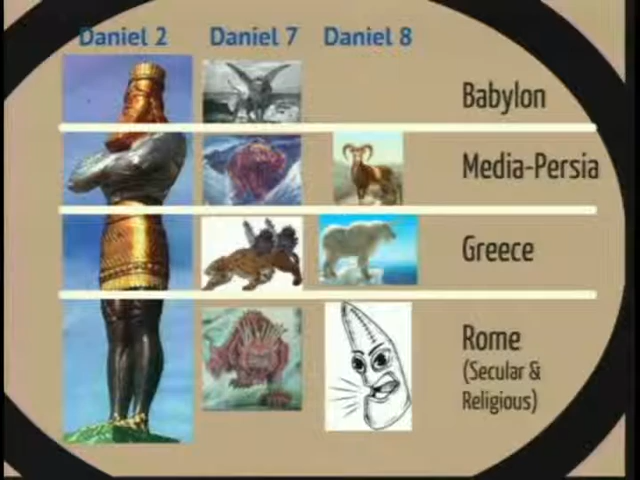 Daniel 2 Daniel 7 Daniel 8
Babylon
Media-Persia
Greece
Rome
(Secular &
Religious)